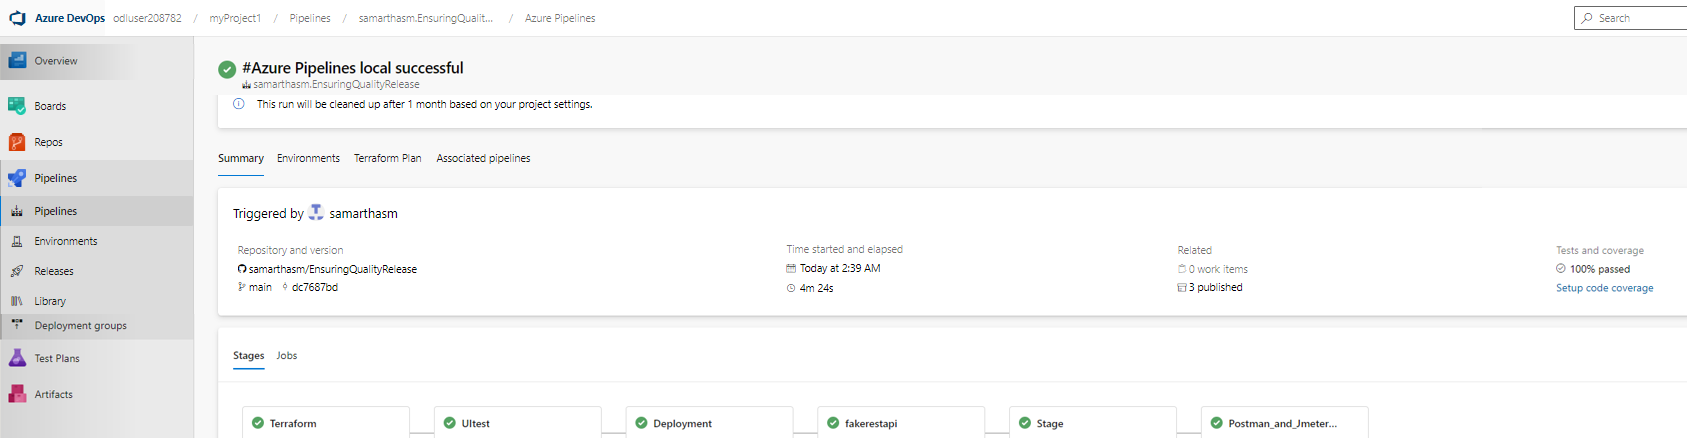 Azure DevOps odluser208782 / myProject1 / Pipelines / samarthasm.EnsuringQualit... / Azure Pipelines
Search
Overview
Boards
Repos
Pipelines
Pipelines
Environments
Releases
Library
Deployment groups
Test Plans
Artifacts
#Azure Pipelines local successful
samarthasm.EnsuringQualityRelease
This run will be cleaned up after 1 month based on your project settings.
Summary Environments Terraform Plan Associated pipelines
Triggered by samarthasm
Repository and version
samarthasm/EnsuringQualityRelease
main dc7687bd
Time started and elapsed
Today at 2:39 AM
4m 24s
Related
0 work items
3 published
Tests and coverage
100% passed
Setup code coverage
Stages Jobs
Terraform
UItest
Deployment
fakerestapi
Stage
Postman_and_Jmeter...